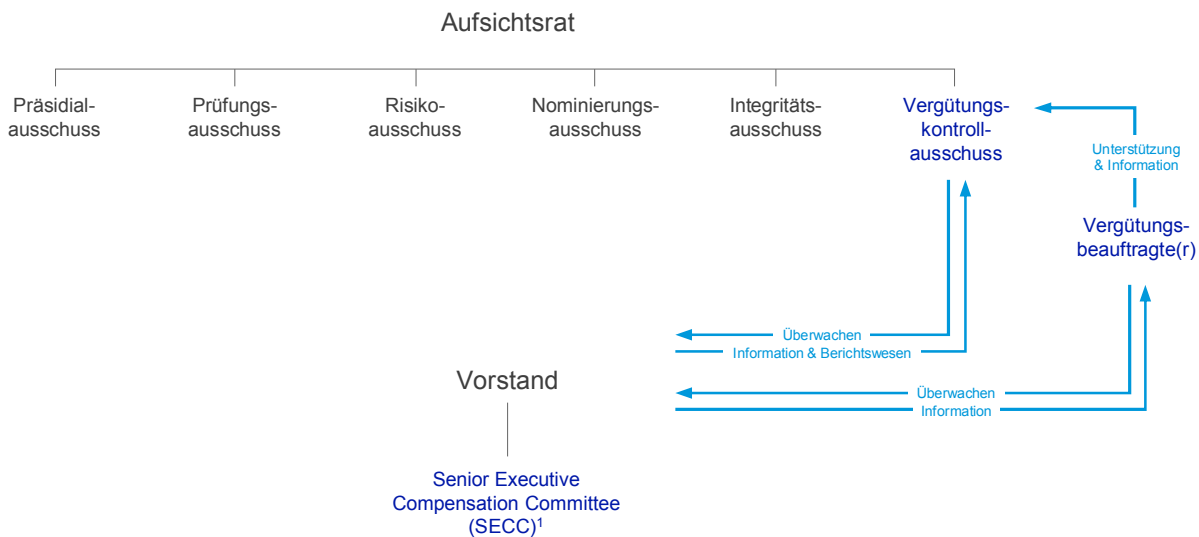 Aufsichtsrat
Präsidial-
ausschuss
Prüfungs-
ausschuss
Risiko-
ausschuss
Nominierungs-
ausschuss
Integritäts-
ausschuss
Vergütungs-
kontroll-
ausschuss
Unterstützung
& Information
Vergütungs-
beauftragte(r)
Überwachen
Information & Berichtswesen
Vorstand
Überwachen
Information
Senior Executive
Compensation Committee
(SECC)¹